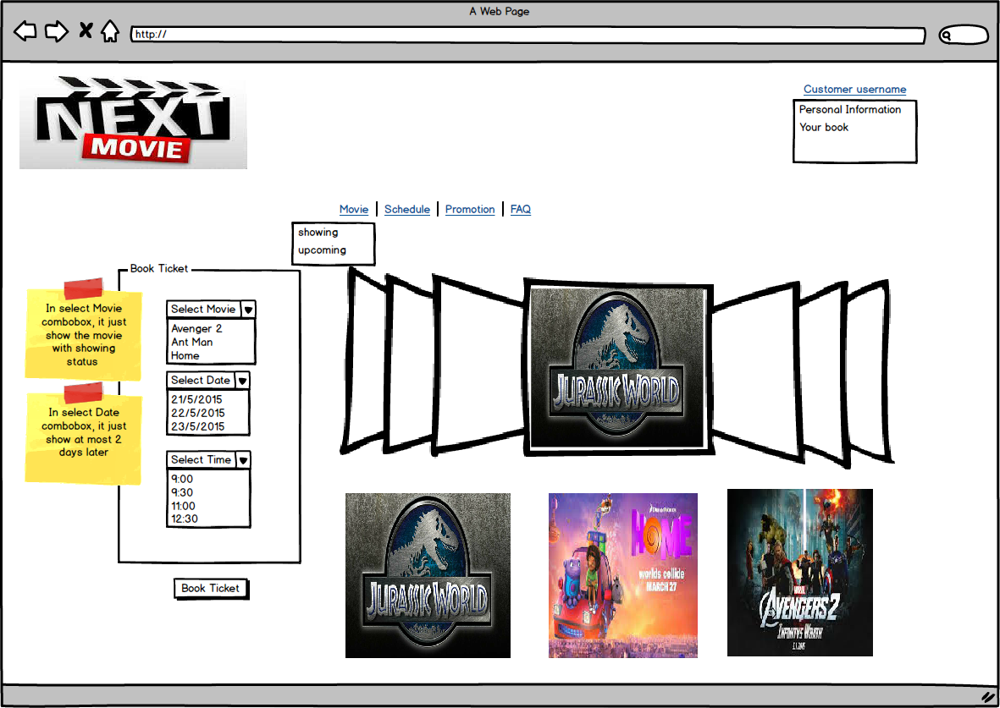 A Web Page
http://
NEXT
MOVIE
Customer username
Personal Information
Your book
Movie
Schedule
Promotion
FAQ
showing
upcoming
Book Ticket
In select Movie
combobox, it just
show the movie
with showing
status
Select Movie
Avenger 2
Ant Man
Home
Select Date
21/5/2015
22/5/2015
23/5/2015
In select Date
combobox, it just
show at most 2
days later
Select Time
9:00
9:30
11:00
12:30
Book Ticket
JURASSIC WORLD
JURASSIC WORLD
DREAMWORKS
HOME
worlds collide
MARCH 27
MARVEL
AVENGERS 2